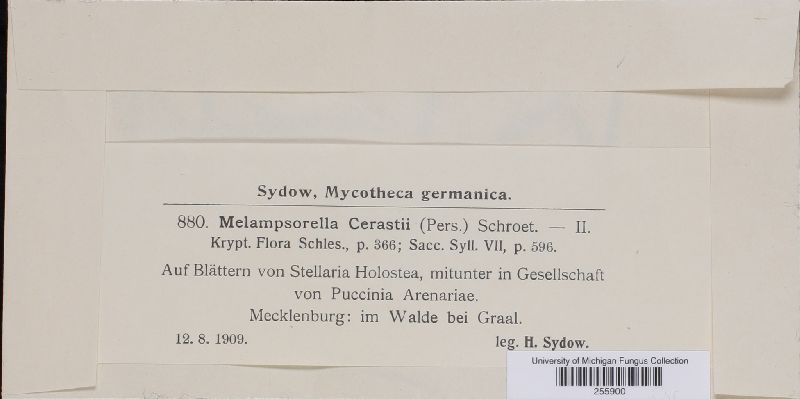 Sydow, Mycotheca germanica.
880. Melampsorella Cerastii (Pers.) Schroet. — II.
Krypt. Flora Schles., p. 366; Sacc. Syll. VII, p. 596.
Auf Blättern von Stellaria Holostea, mitunter in Gesellschaft
von Puccinia Arenariae.
Mecklenburg: im Walde bei Graal.
12. 8. 1909. leg. H. Sydow.
University of Michigan Fungus Collection
255900